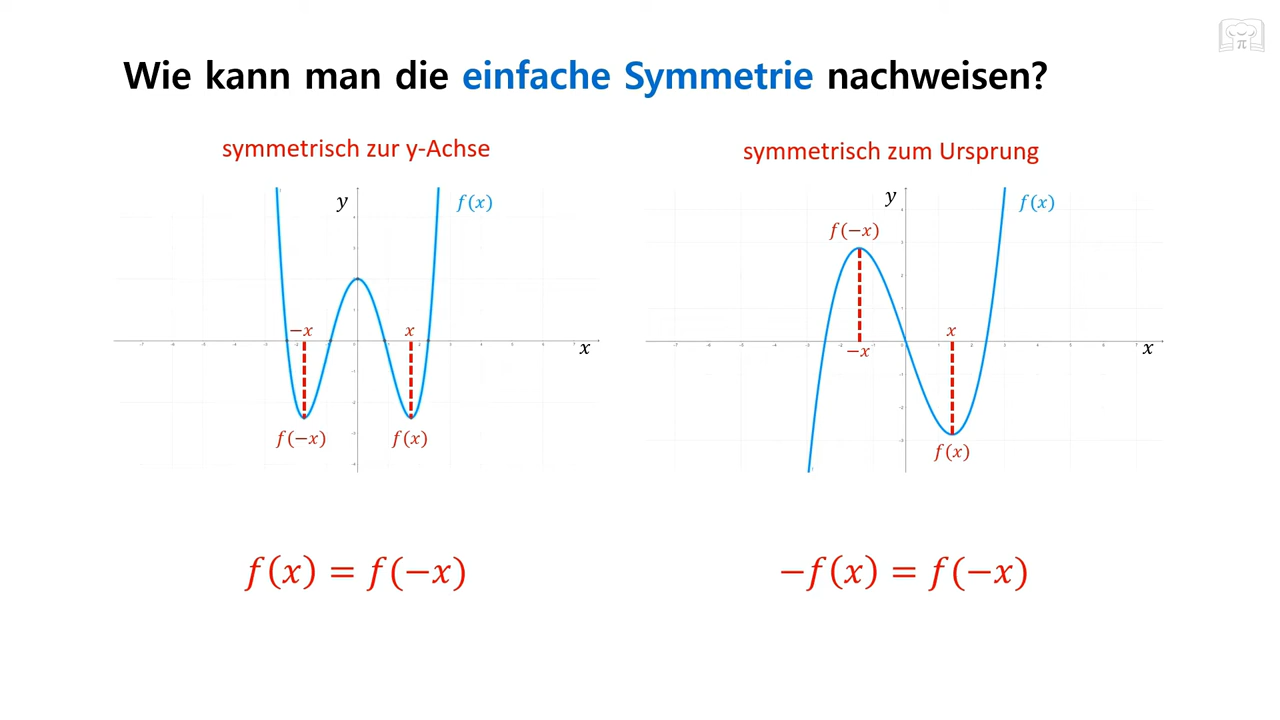 Wie kann man die einfache Symmetrie nachweisen?
symmetrisch zur y-Achse
y
f(x)
−x
x
x
f(−x)
f(x)
f(x) = f(−x)
symmetrisch zum Ursprung
y
f(x)
f(−x)
x
−x
x
f(x)
−f(x) = f(−x)
π